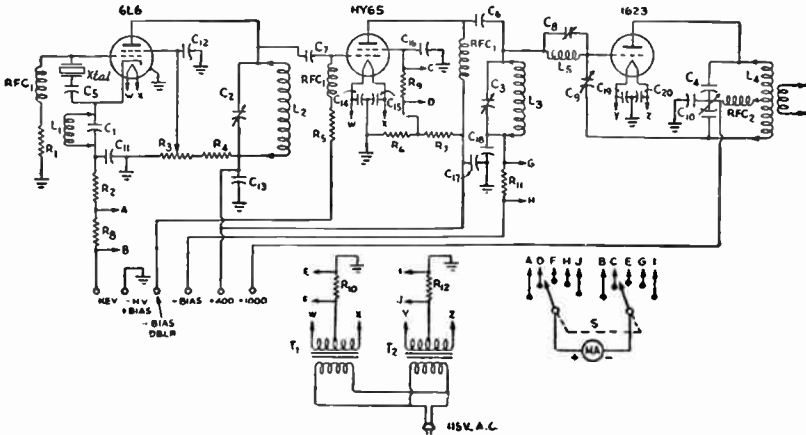 6L6
HY65
1623
RFC1
Xtal
C5
C12
W X
L1
C1
R1
C11
R2
A
R8
B
R3
R4
C2
L2
C13
C7
RFC1
R5
C14
C15
W
X
C16
C
R9
D
R6
R7
C6
RFC1
C3
L3
C18
C17
G
R11
H
C8
L5
C9
C19
C20
Y
Z
C4
C10
RFC2
L4
KEY
-HV
+BIAS
-BIAS
DBLR
-BIAS
+400
+1000
E
R10
F
W
X
T1
I
R12
J
Y
Z
T2
115V. A.C.
A D F H J
B C E G I
S
+ MA -